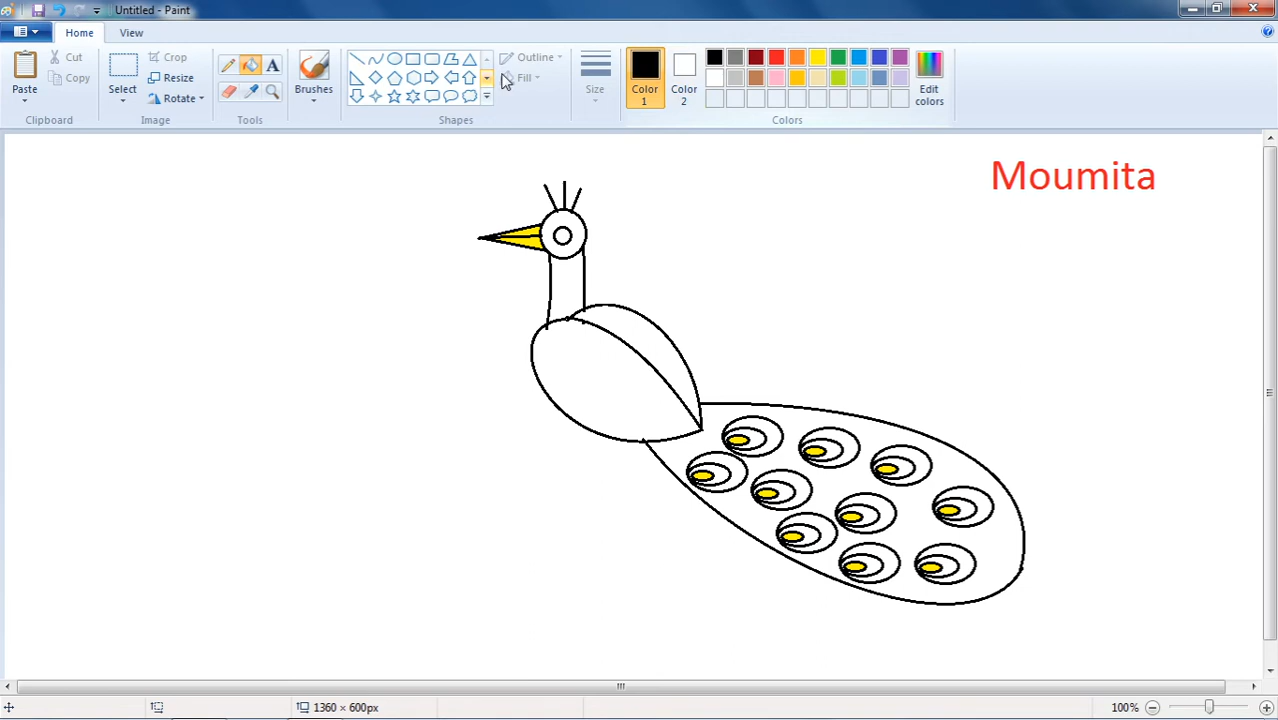 Untitled - Paint
Home
View
Paste
Cut
Copy
Clipboard
Select
Crop
Resize
Rotate
Image
Tools
Brushes
Shapes
Outline
Fill
Size
Color 1
Color 2
Edit colors
Colors
Moumita
1360 × 600px
100%